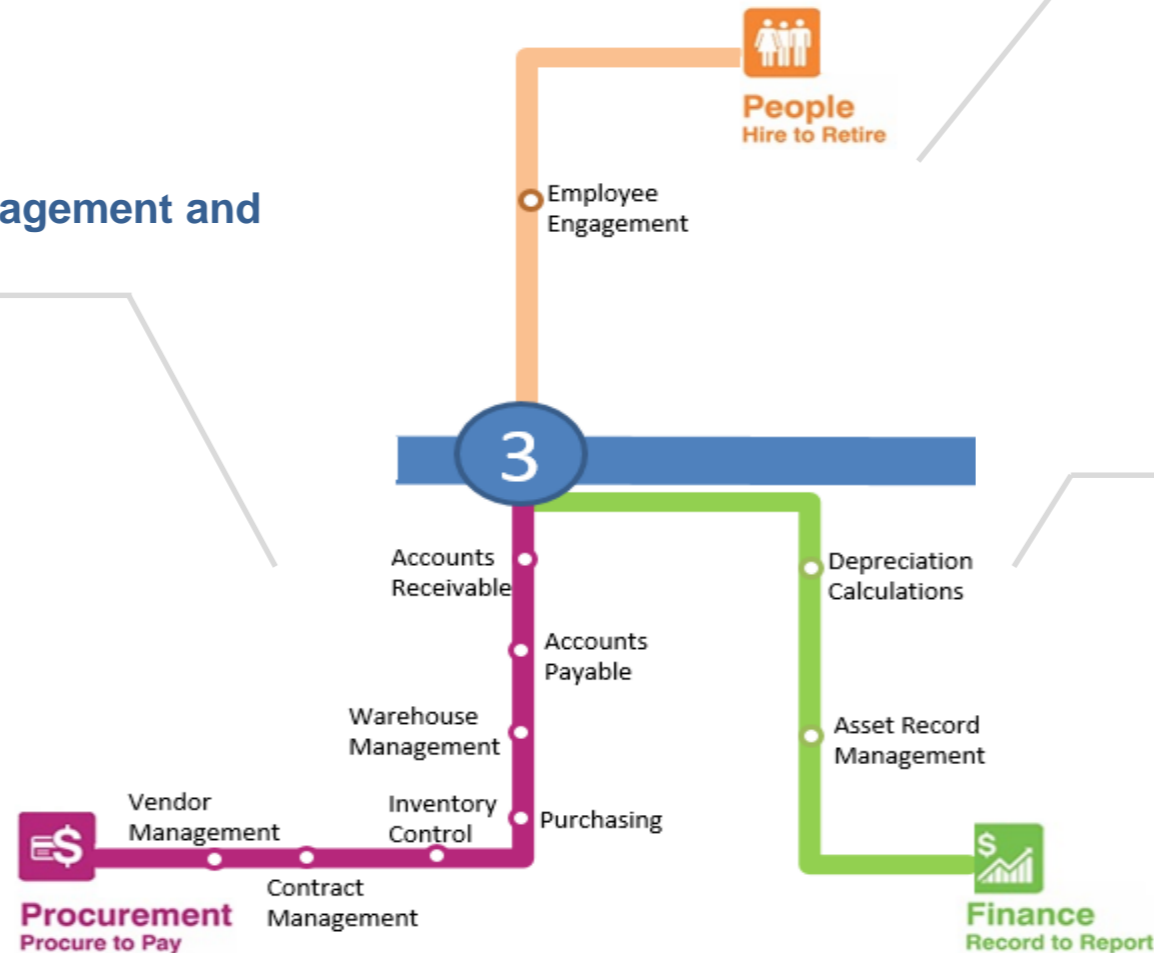 People
Hire to Retire
Employee
Engagement
agement and
3
Accounts
Receivable
Depreciation
Calculations
Accounts
Payable
Warehouse
Management
Asset Record
Management
Vendor
Management
Inventory
Control
Purchasing
$
$
Contract
Management
Procurement
Procure to Pay
Finance
Record to Report